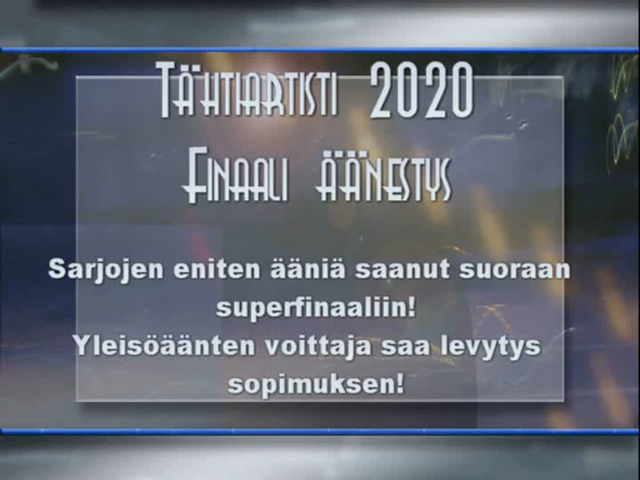 Tähtiartisti 2020
Finaali äänestys
Sarjojen eniten ääniä saanut suoraan
superfinaaliin!
Yleisöäänten voittaja saa levytys
sopimuksen!